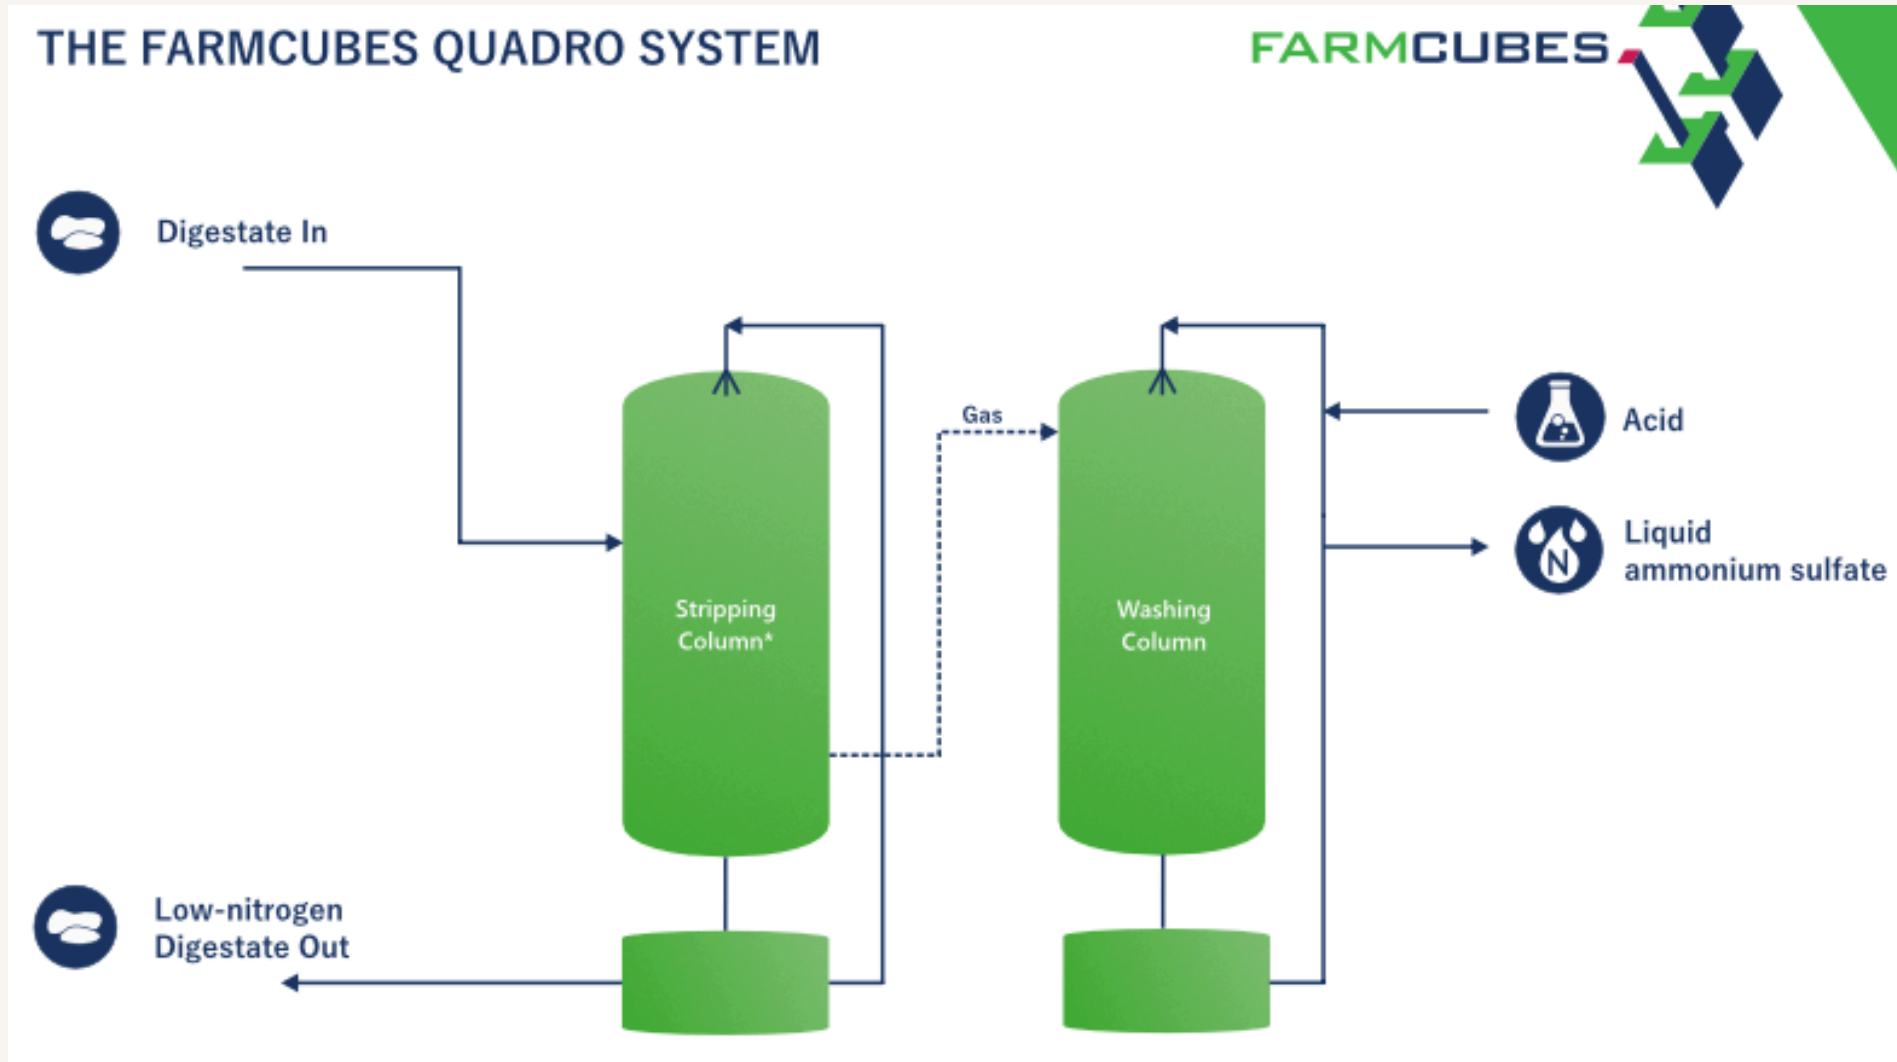 THE FARMCUBES QUADRO SYSTEM
FARMCUBES
Digestate In
Gas
Acid
Liquid
ammonium sulfate
N
Stripping
Column*
Washing
Column
Low-nitrogen
Digestate Out